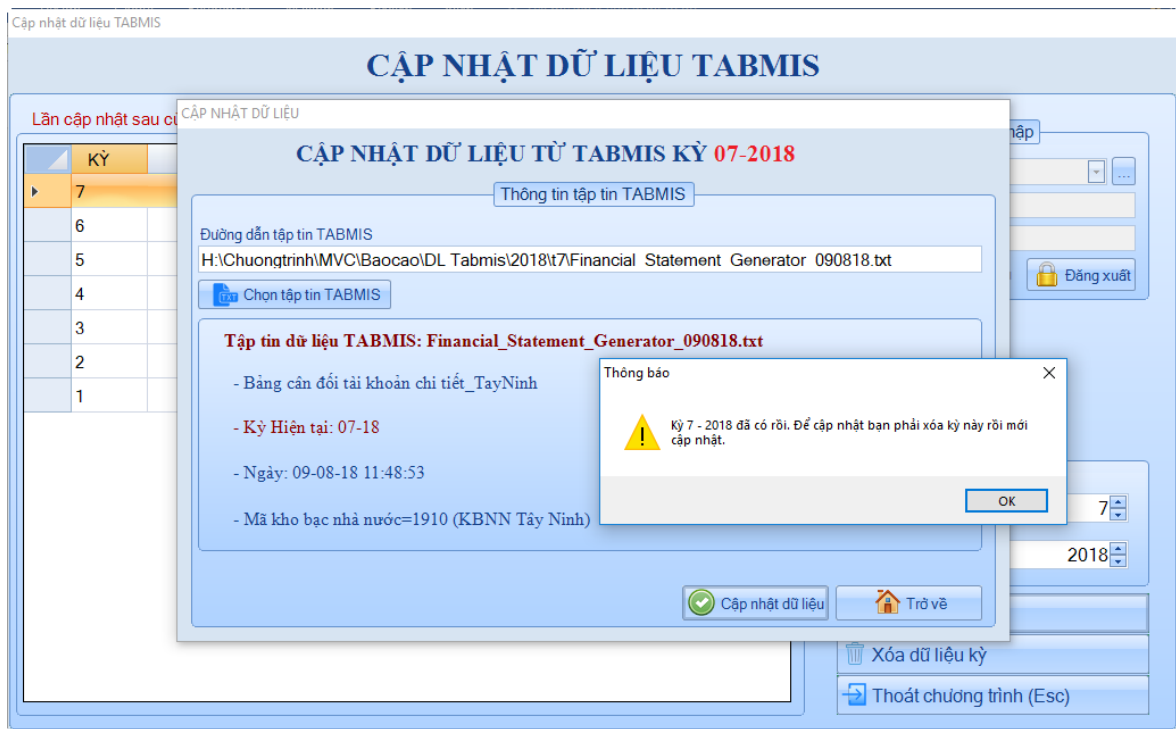 Cập nhật dữ liệu TABMIS
CẬP NHẬT DỮ LIỆU TABMIS
Lần cập nhật sau
KỲ
7
6
5
4
3
2
1
CẬP NHẬT DỮ LIỆU
CẬP NHẬT DỮ LIỆU TỪ TABMIS KỲ 07-2018
Thông tin tập tin TABMIS
Đường dẫn tập tin TABMIS
H:\Chuongtrinh\MVC\Baocao\DL Tabmis\2018\t7\Financial_Statement_Generator_090818.txt
Chọn tập tin TABMIS
Tập tin dữ liệu TABMIS: Financial_Statement_Generator_090818.txt
- Bảng cân đối tài khoản chi tiết_TayNinh
- Kỳ Hiện tại: 07-18
- Ngày: 09-08-18 11:48:53
- Mã kho bạc nhà nước=1910 (KBNN Tây Ninh)
Thông báo
Kỳ 7 - 2018 đã có rồi. Để cập nhật bạn phải xóa kỳ này rồi mới
cập nhật.
OK
Cập nhật dữ liệu
Trở về
...
Đăng xuất
7
2018
Xóa dữ liệu kỳ
Thoát chương trình (Esc)